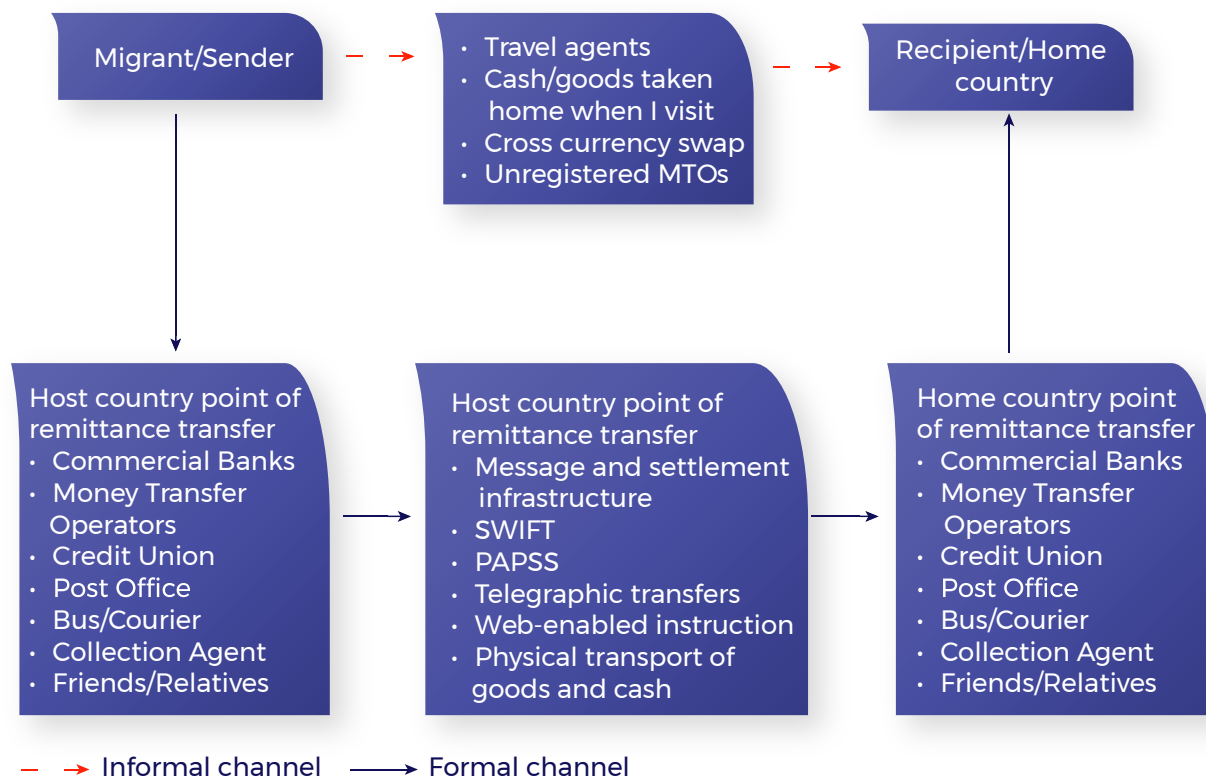 Migrant/Sender
• Travel agents
• Cash/goods taken
home when I visit
• Cross currency swap
• Unregistered MTOs
Recipient/Home
country
Host country point of
remittance transfer
• Commercial Banks
• Money Transfer
Operators
• Credit Union
• Post Office
• Bus/Courier
• Collection Agent
• Friends/Relatives
Host country point of
remittance transfer
• Message and settlement
infrastructure
• SWIFT
• PAPSS
• Telegraphic transfers
• Web-enabled instruction
• Physical transport of
goods and cash
Home country point
of remittance transfer
• Commercial Banks
• Money Transfer
Operators
• Credit Union
• Post Office
• Bus/Courier
• Collection Agent
• Friends/Relatives
Informal channel
Formal channel